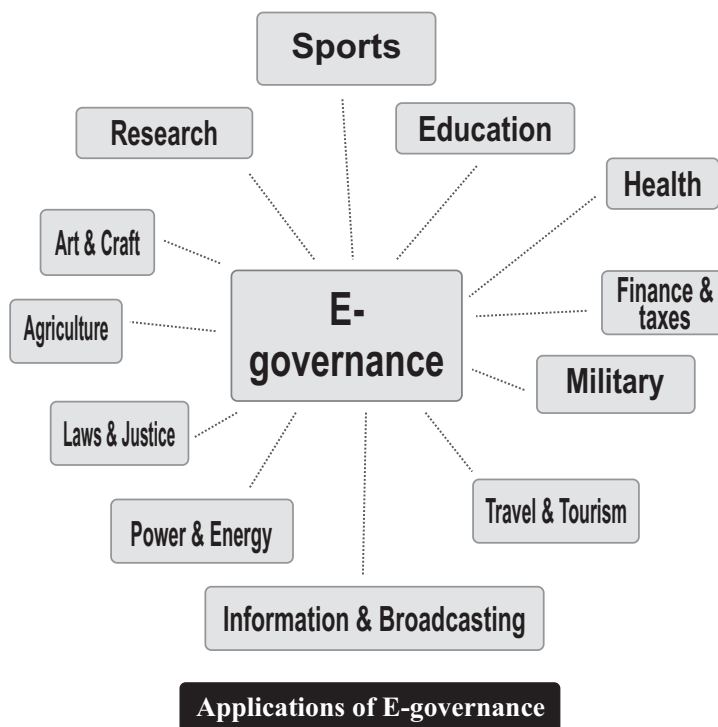 Sports
Research
Education
Health
Art & Craft
E-
governance
Finance &
taxes
Agriculture
Military
Laws & Justice
Travel & Tourism
Power & Energy
Information & Broadcasting
Applications of E-governance